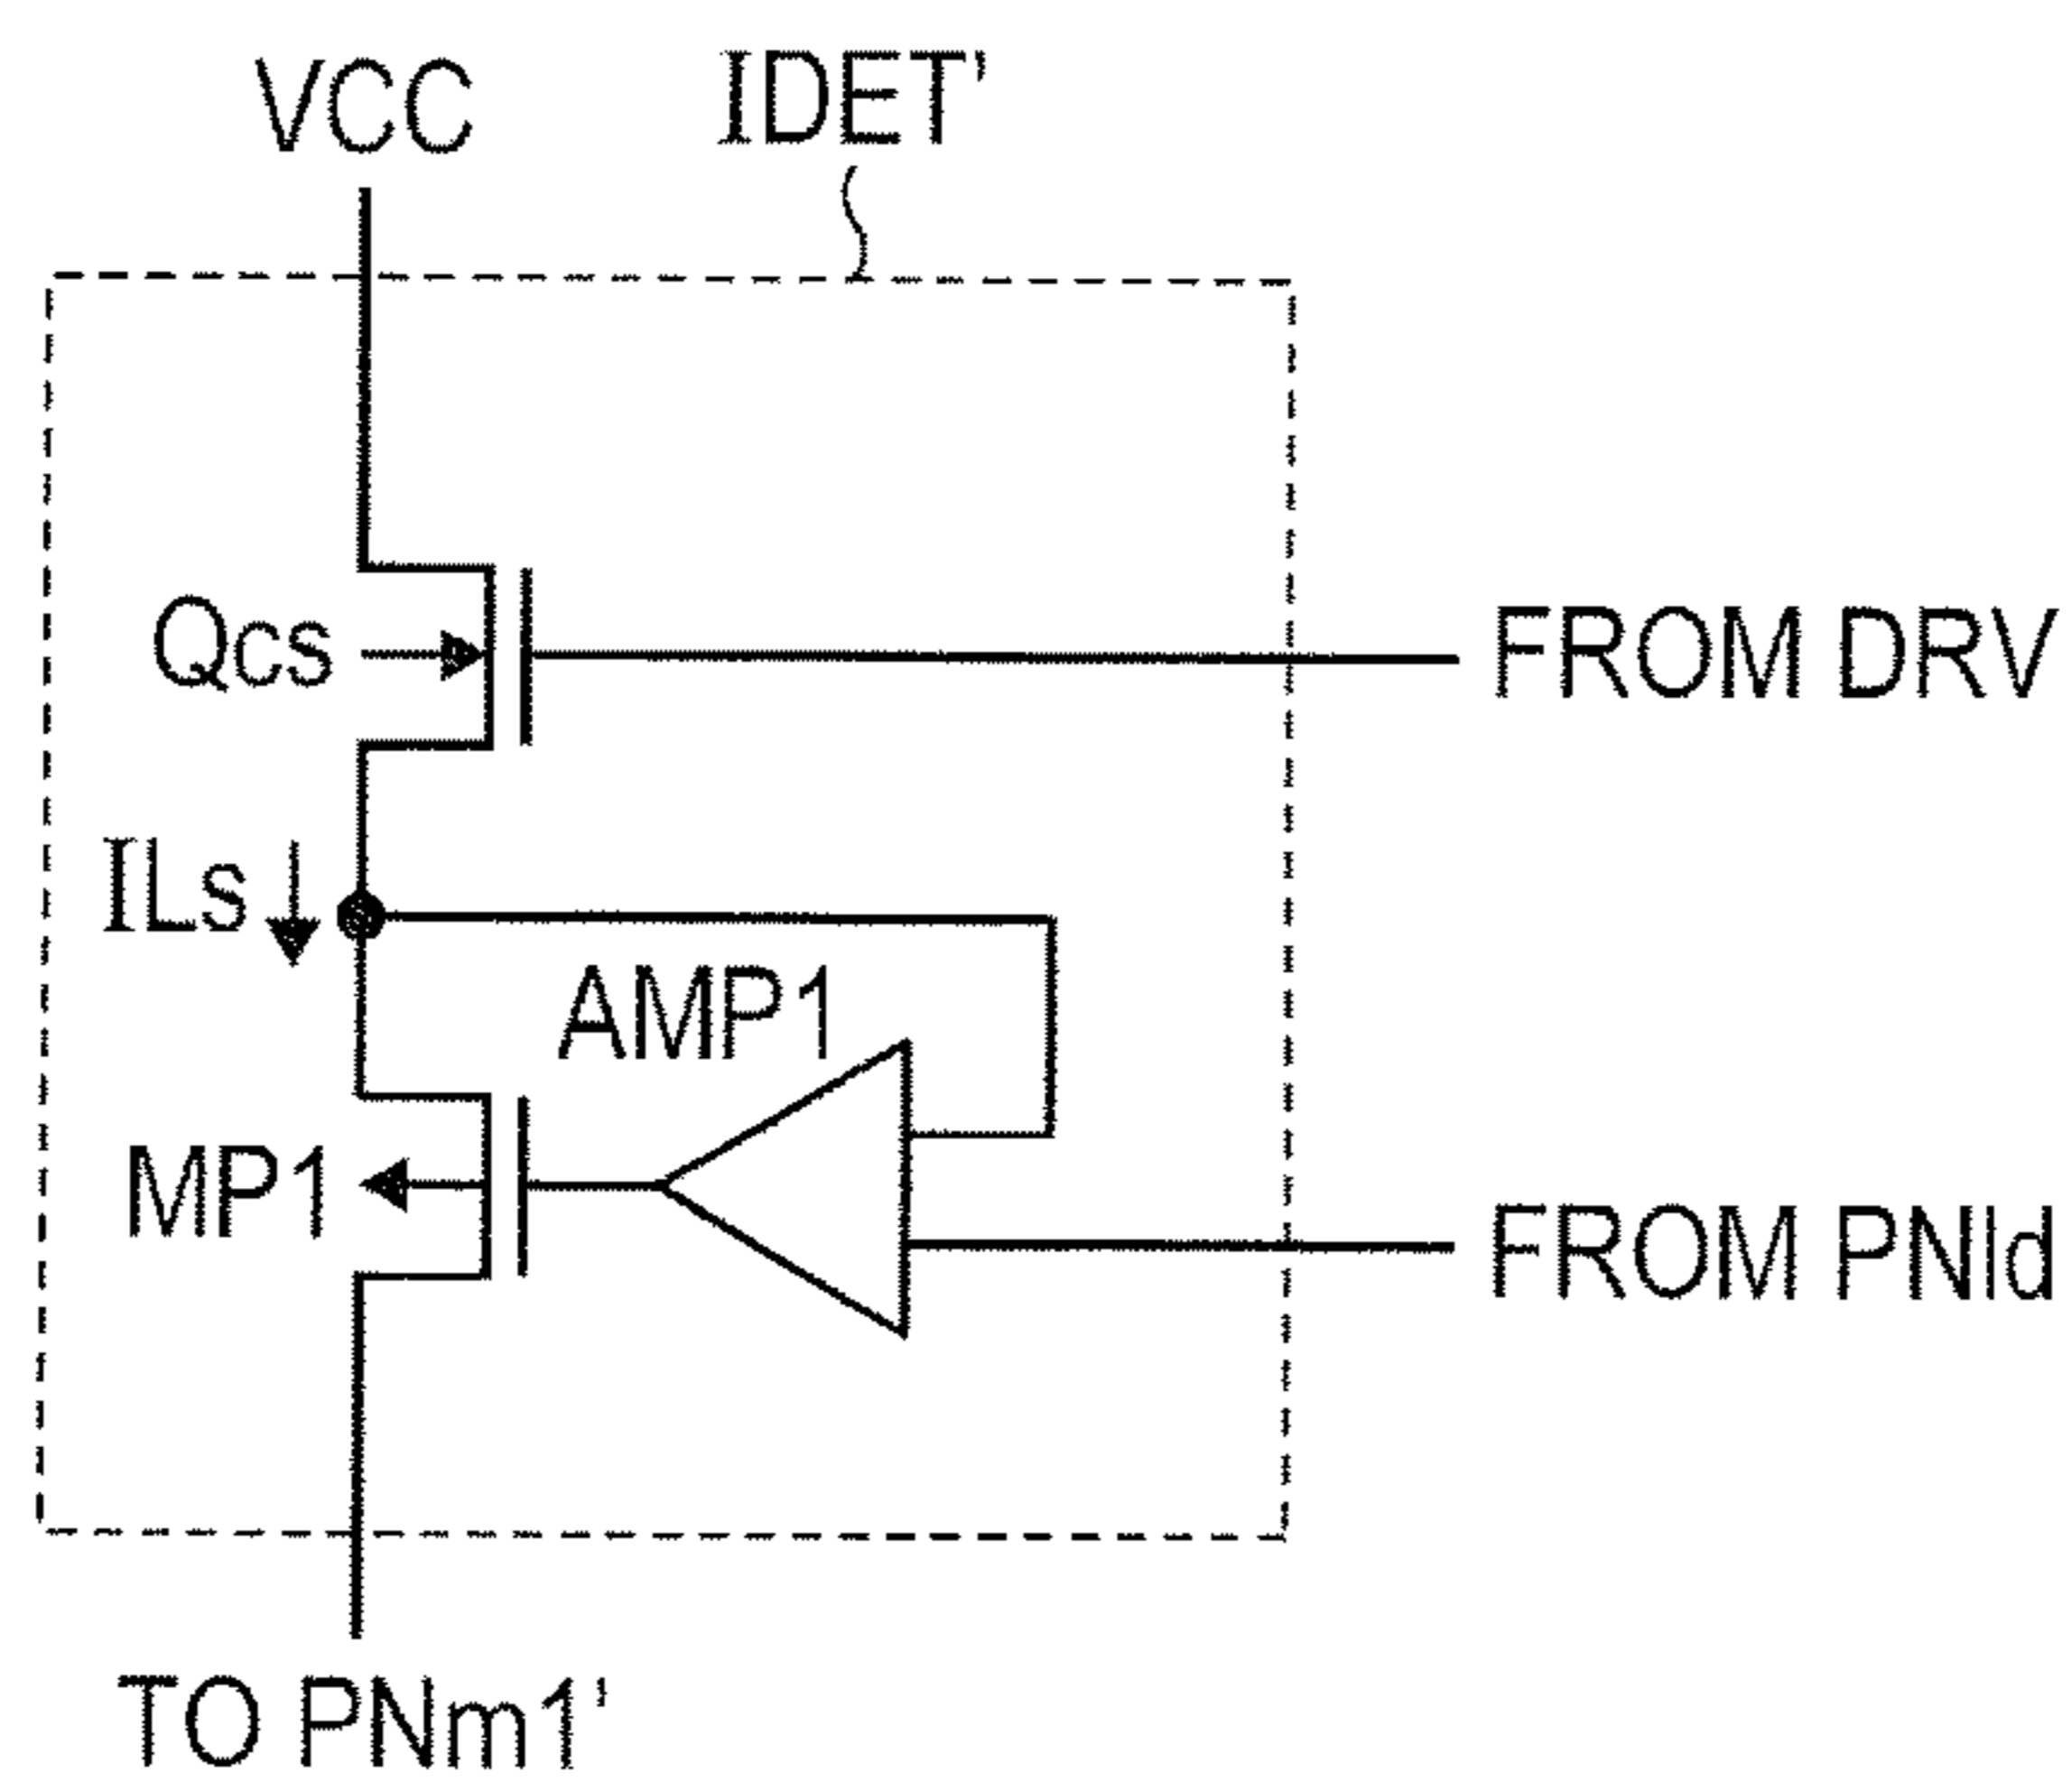 VCC
IDET'
Qcs
FROM DRV
ILs
AMP1
MP1
FROM PNld
TO PNm1'